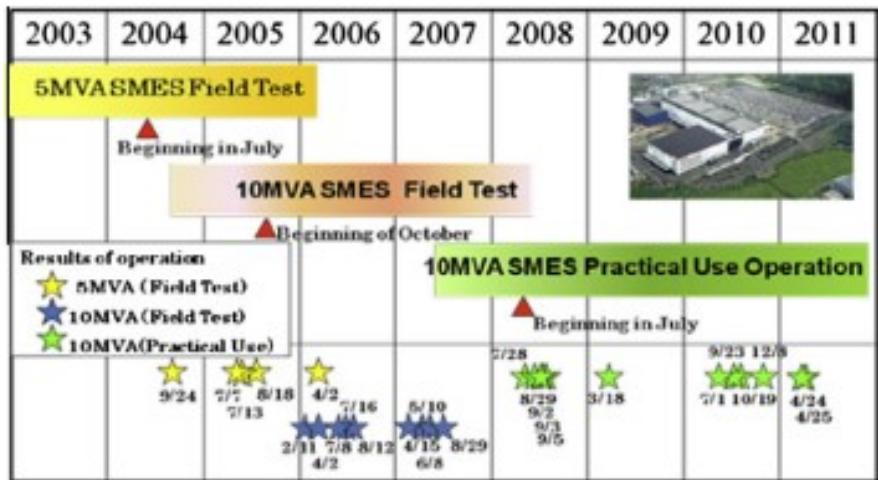 2003 2004 2005 2006 2007 2008 2009 2010 2011
5MVA SMES Field Test
Beginning in July
10MVA SMES Field Test
Beginning of October
10MVA SMES Practical Use Operation
Beginning in July
Results of operation
5MVA (Field Test)
10MVA (Field Test)
10MVA(Practical Use)
7/28 9/23 12/8
9/24 7/7 8/18 4/2 8/29 3/18 7/1 10/19 4/24
7/13 7/16 5/10 9/2 4/25
2/11 7/8 8/12 4/15 8/29 9/3
4/2 6/8 9/5